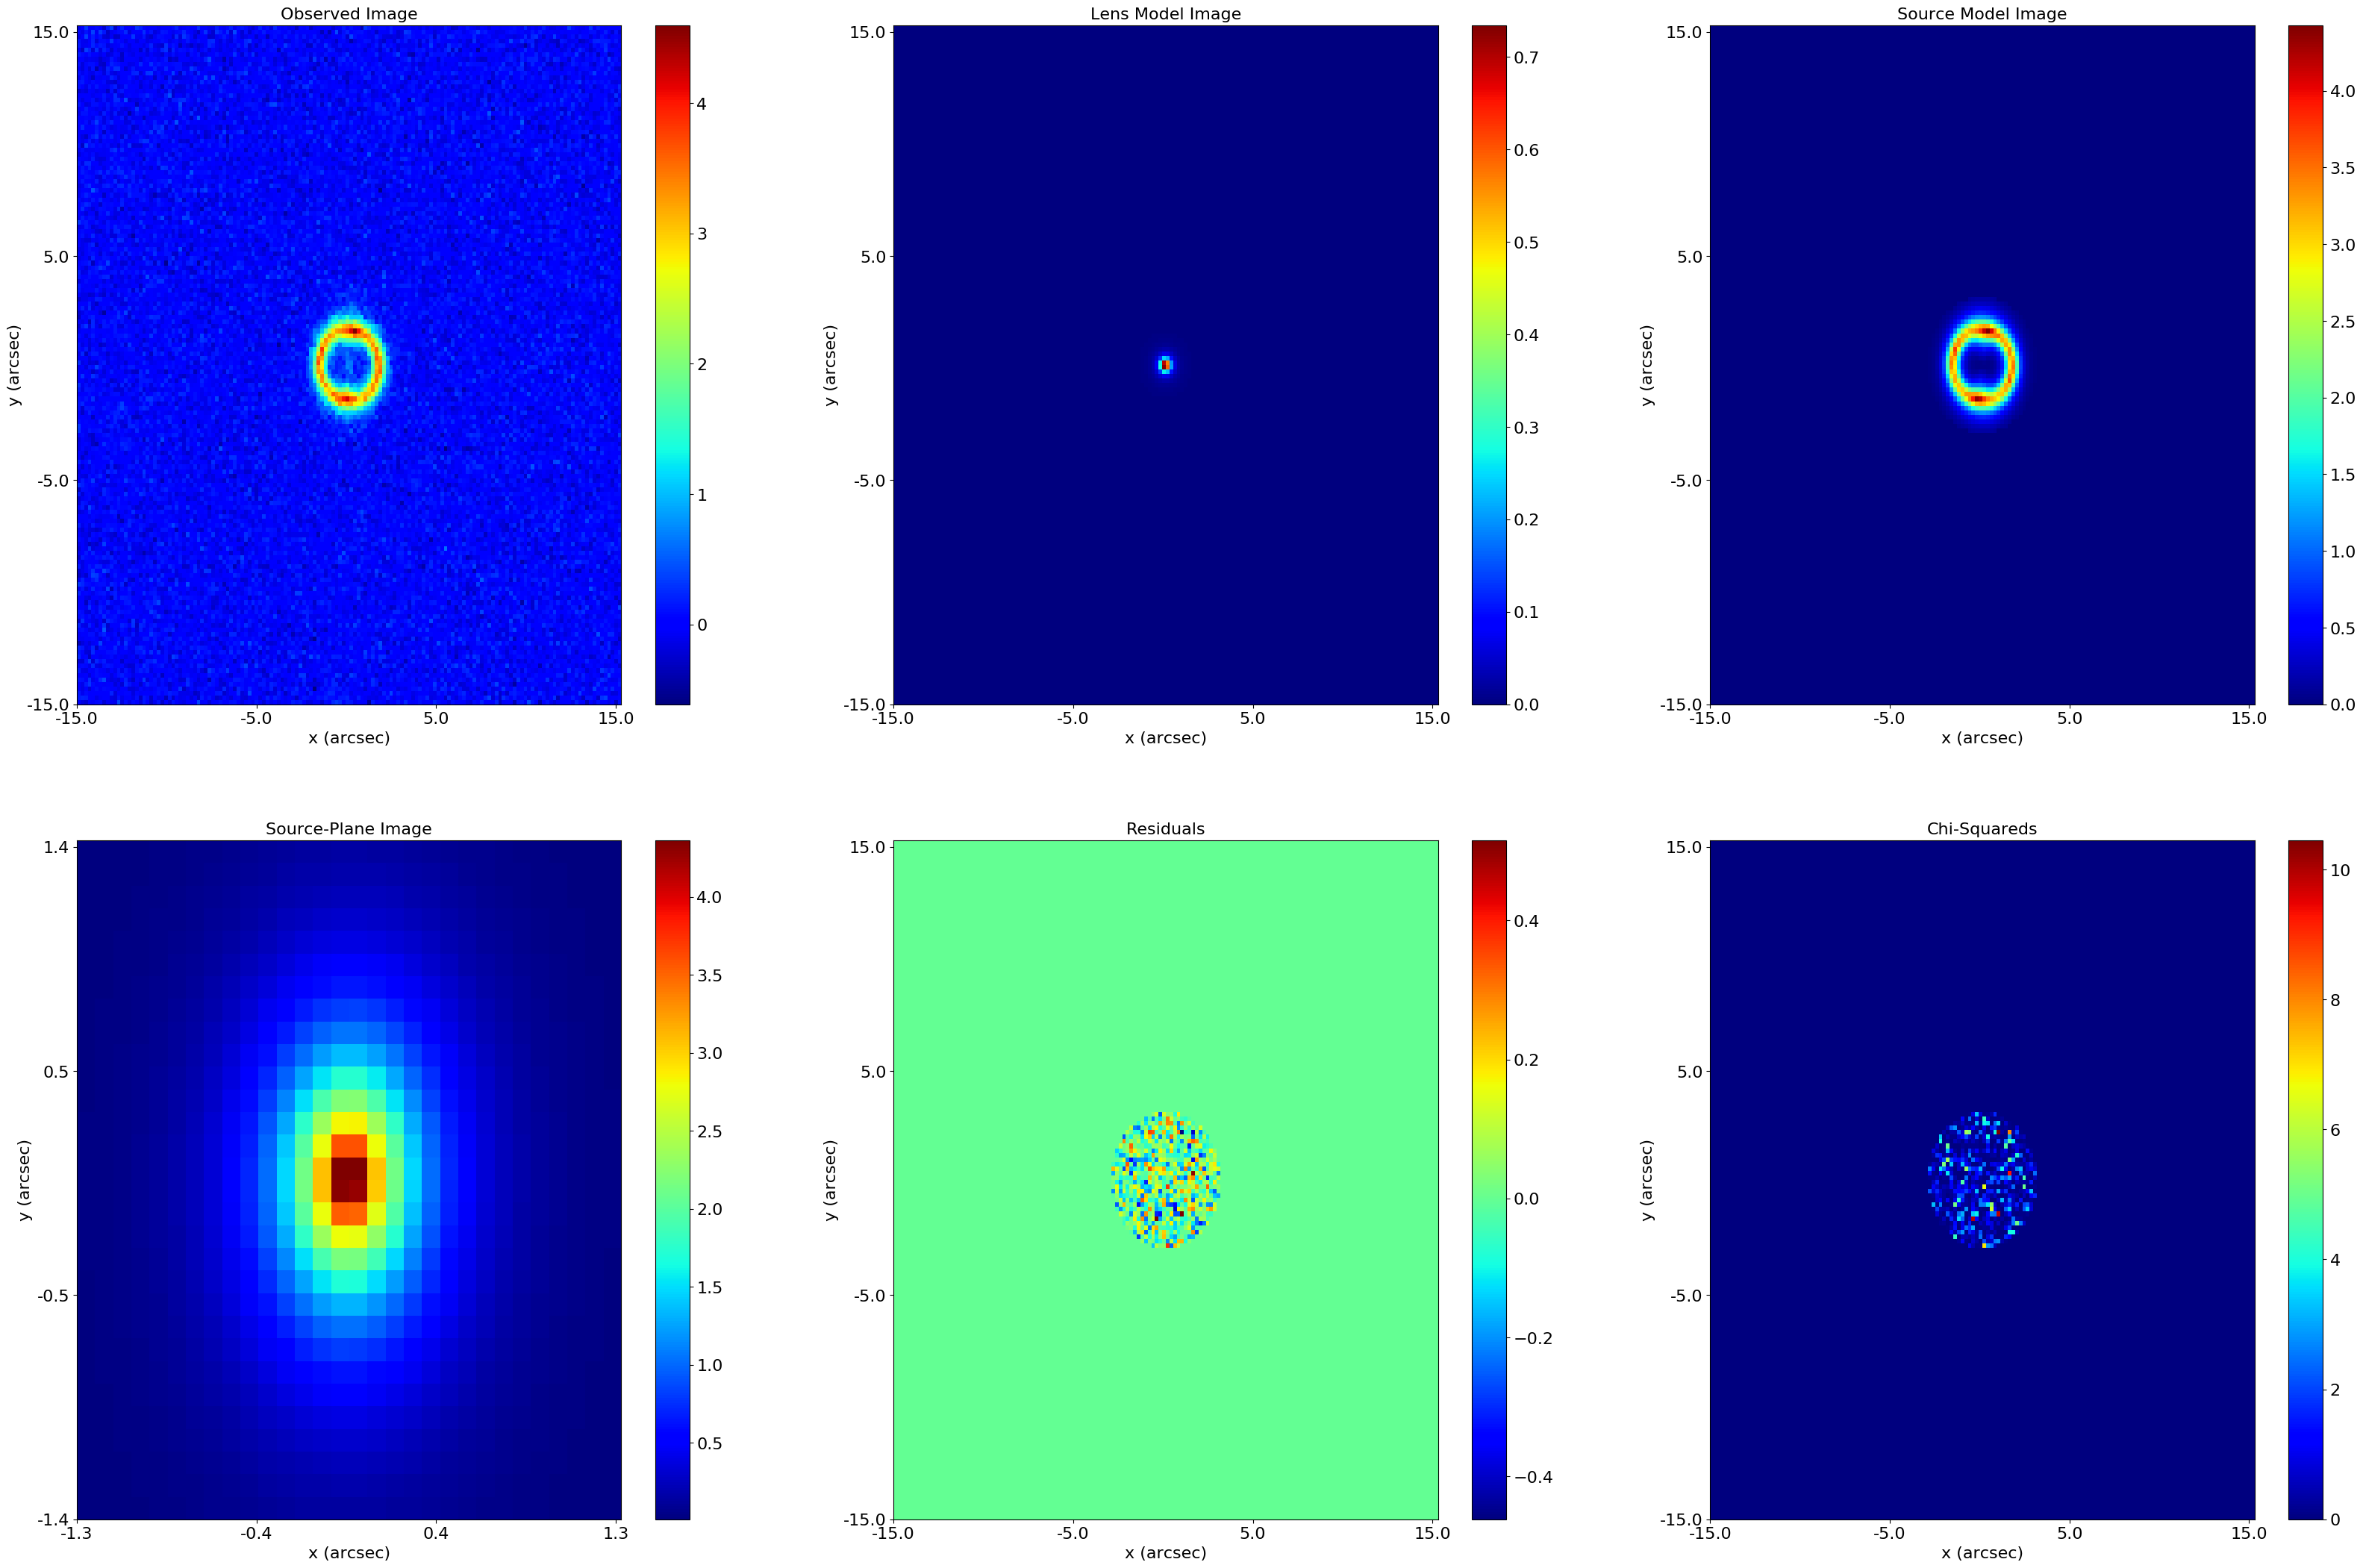 Observed Image
15.0
5.0
-5.0
-15.0
-15.0 -5.0 5.0 15.0
x (arcsec)
y (arcsec)
4
3
2
1
0
Lens Model Image
15.0
5.0
-5.0
-15.0
-15.0 -5.0 5.0 15.0
x (arcsec)
y (arcsec)
0.7
0.6
0.5
0.4
0.3
0.2
0.1
0.0
Source Model Image
15.0
5.0
-5.0
-15.0
-15.0 -5.0 5.0 15.0
x (arcsec)
y (arcsec)
4.0
3.5
3.0
2.5
2.0
1.5
1.0
0.5
0.0
Source-Plane Image
1.4
0.5
-0.5
-1.4
-1.3 -0.4 0.4 1.3
x (arcsec)
y (arcsec)
4.0
3.5
3.0
2.5
2.0
1.5
1.0
0.5
Residuals
15.0
5.0
-5.0
-15.0
-15.0 -5.0 5.0 15.0
x (arcsec)
y (arcsec)
0.4
0.2
0.0
−0.2
−0.4
Chi-Squareds
15.0
5.0
-5.0
-15.0
-15.0 -5.0 5.0 15.0
x (arcsec)
y (arcsec)
10
8
6
4
2
0